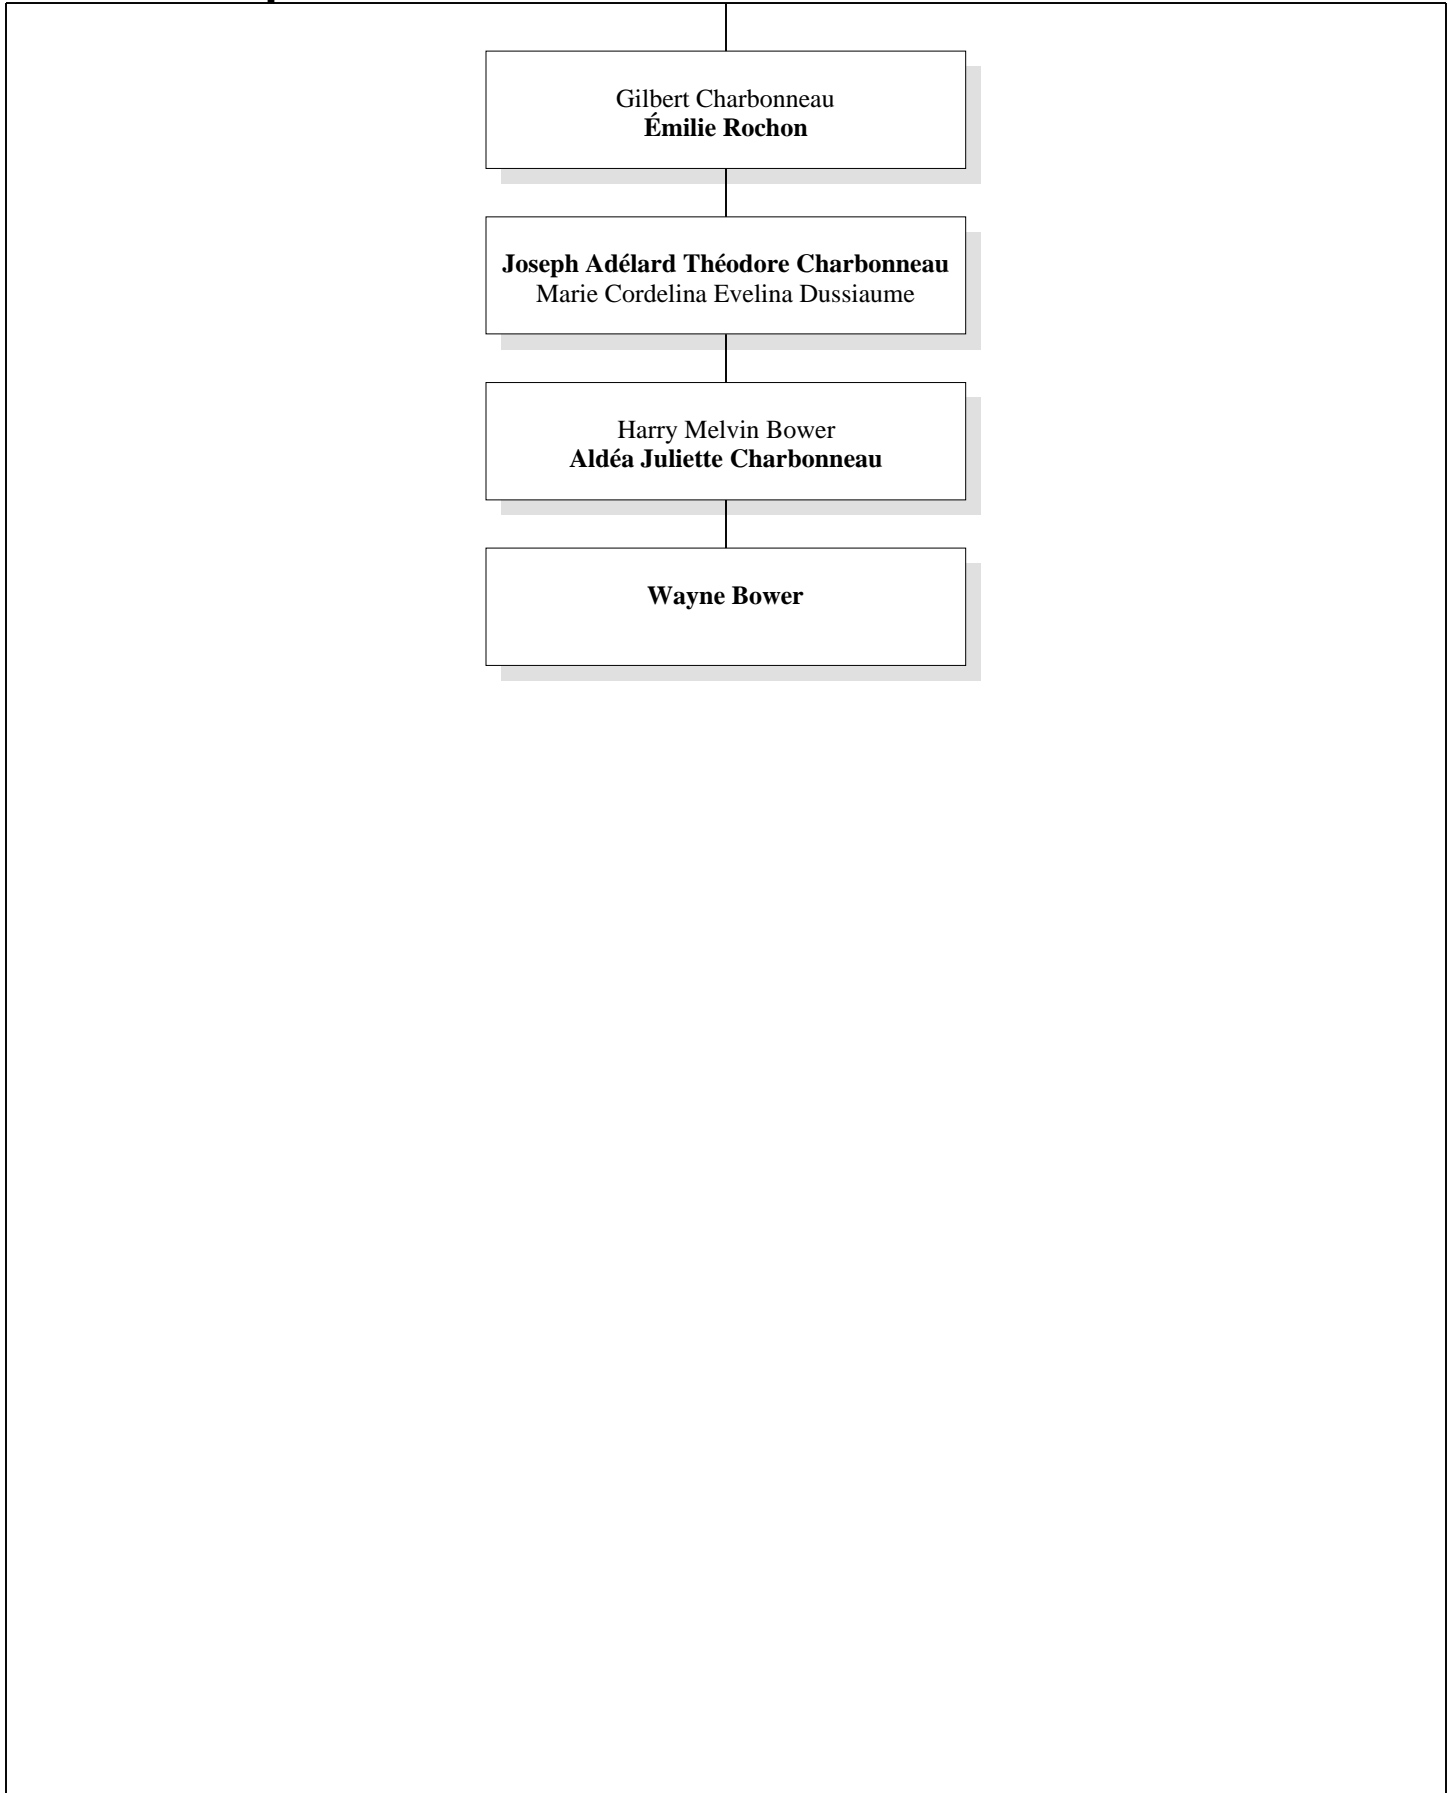 Gilbert Charbonneau
Émilie Rochon
Joseph Adélard Théodore Charbonneau
Marie Cordelina Evelina Dussiaume
Harry Melvin Bower
Aldéa Juliette Charbonneau
Wayne Bower